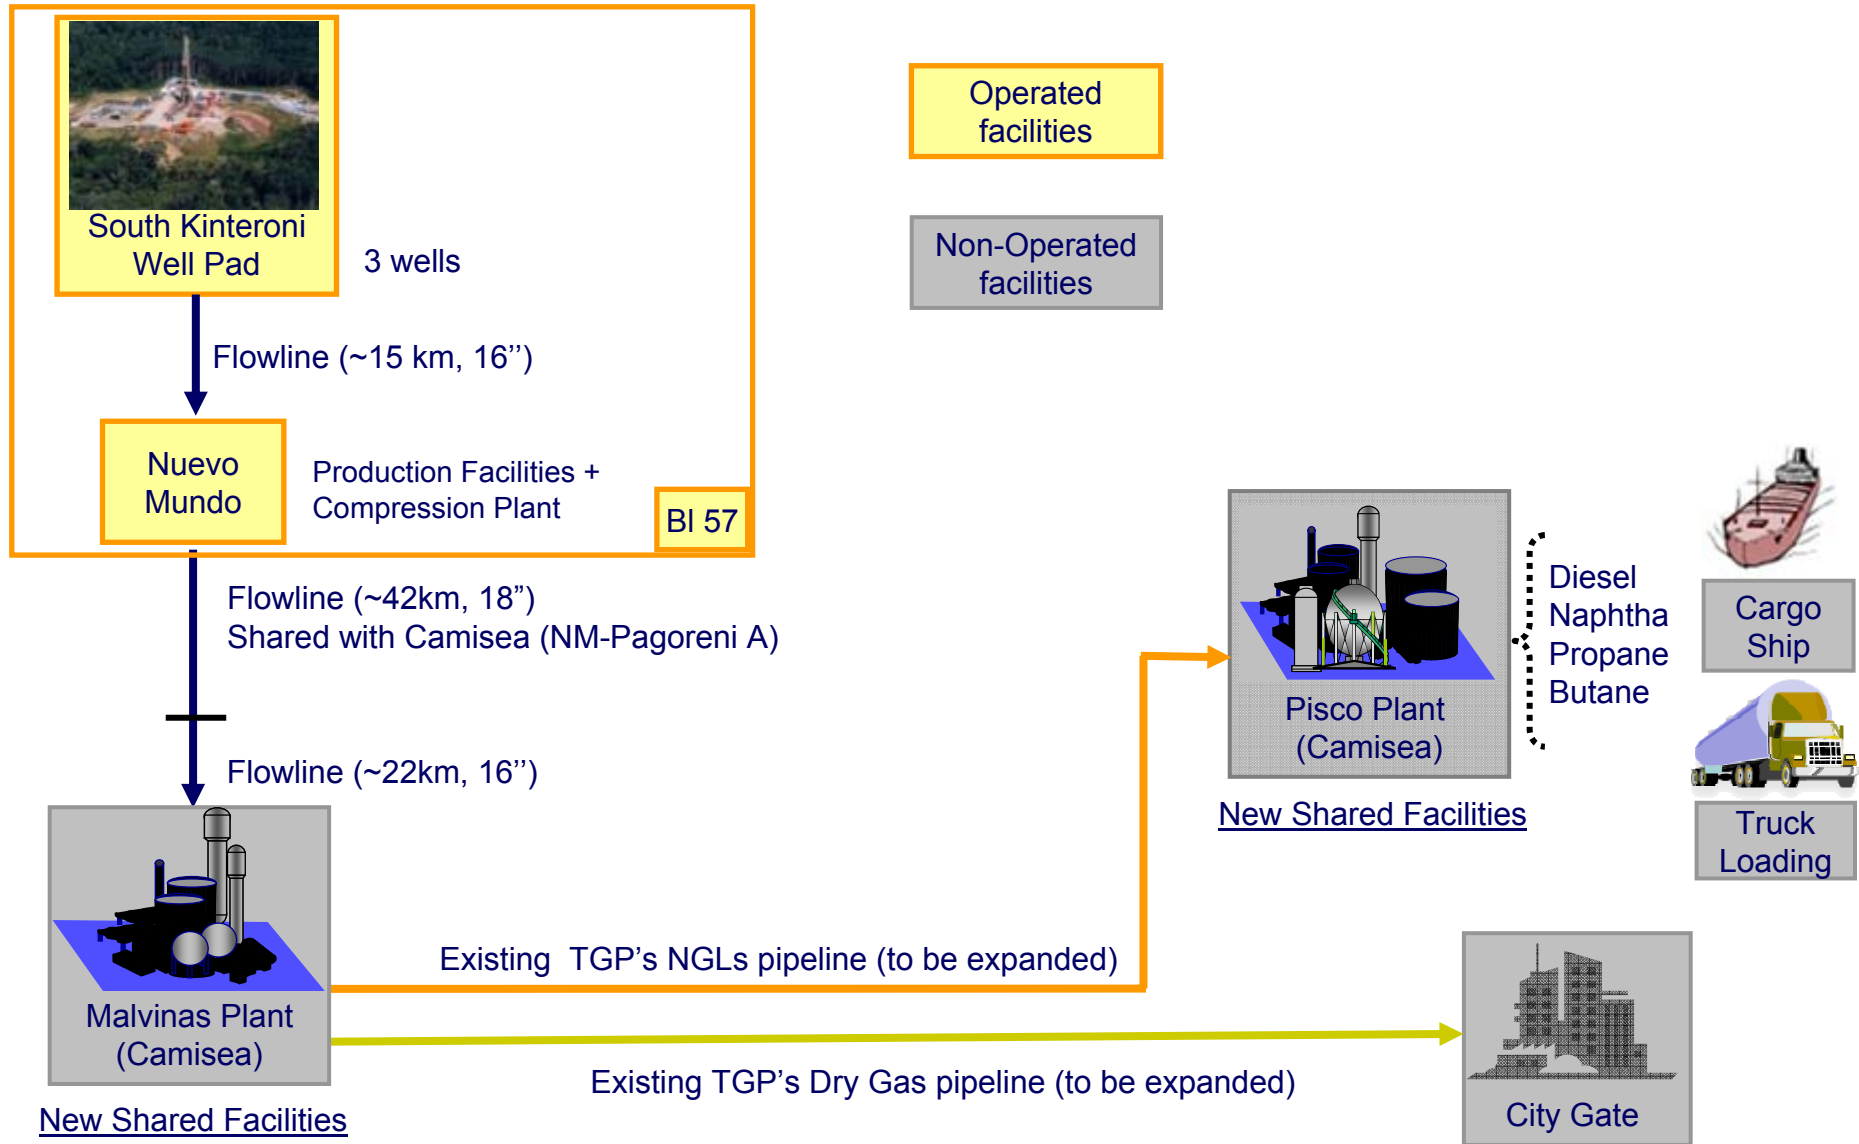 South Kinteroni
Well Pad
3 wells
Flowline (~15 km, 16’’)
Nuevo
Mundo
Production Facilities +
Compression Plant
Bl 57
Flowline (~42km, 18”)
Shared with Camisea (NM-Pagoreni A)
Flowline (~22km, 16’’)
Malvinas Plant
(Camisea)
New Shared Facilities
Operated
facilities
Non-Operated
facilities
Existing TGP’s NGLs pipeline (to be expanded)
Existing TGP’s Dry Gas pipeline (to be expanded)
Pisco Plant
(Camisea)
New Shared Facilities
Diesel
Naphtha
Propane
Butane
Cargo
Ship
Truck
Loading
City Gate